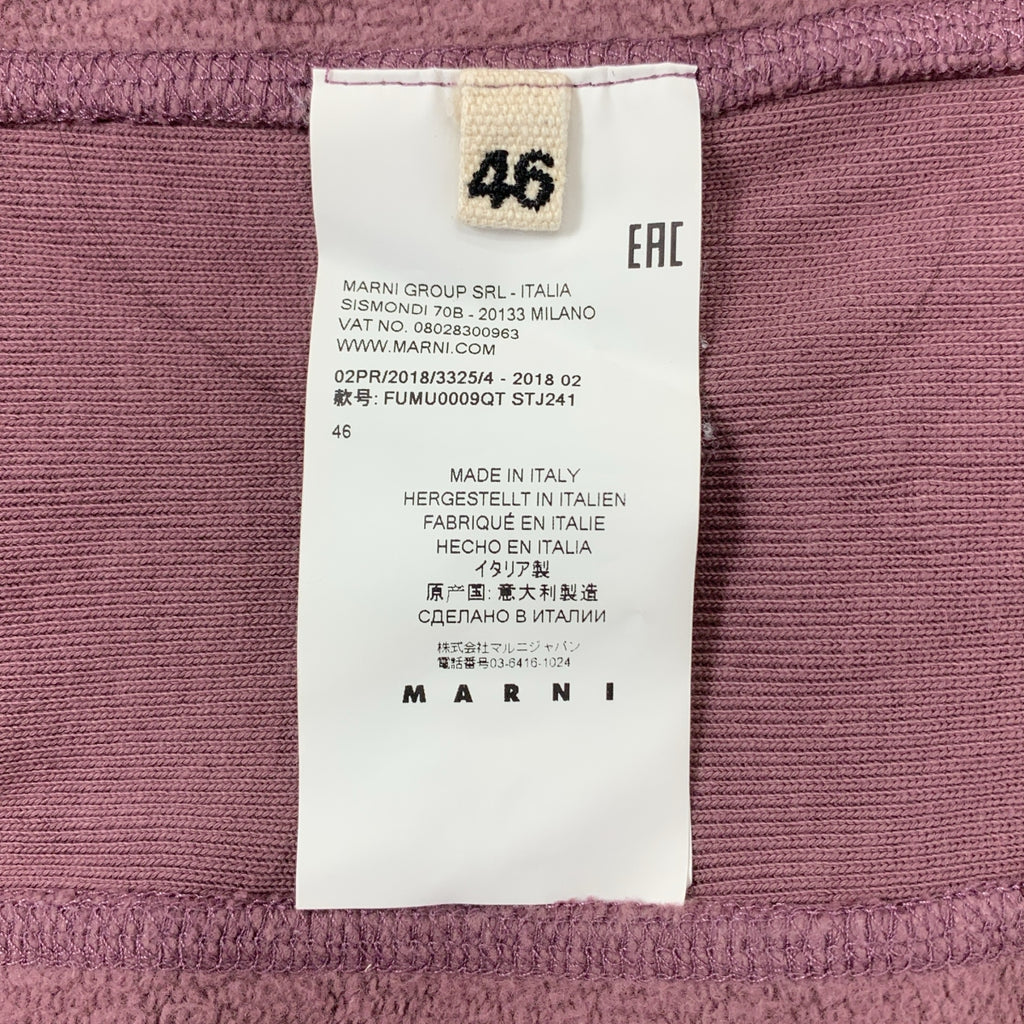 46
EAC
MARNI GROUP SRL - ITALIA
SISMONDI 70B - 20133 MILANO
VAT NO. 08028300963
WWW.MARNI.COM
02PR/2018/3325/4 - 2018 02
款号: FUMU0009QT STJ241
46
MADE IN ITALY
HERGESTELLT IN ITALIEN
FABRIQUÉ EN ITALIE
HECHO EN ITALIA
イタリア製
原产国: 意大利製造
СДЕЛАНО В ИТАЛИИ
株式会社マルニジャパン
電話番号03-6416-1024
MARNI